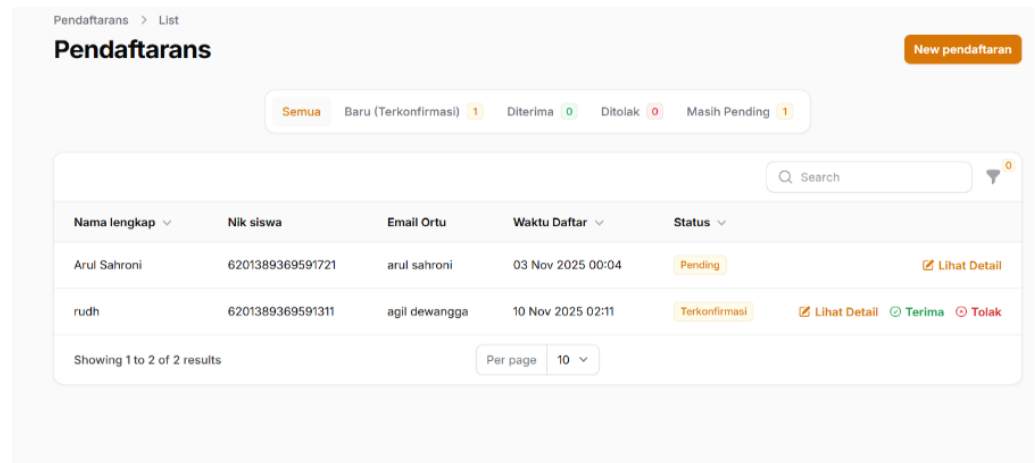 Pendaftarans > List
Pendaftarans
New pendaftaran
Semua Baru (Terkonfirmasi) 1 Diterima 0 Ditolak 0 Masih Pending 1
Search 0
Nama lengkap Nik siswa Email Ortu Waktu Daftar Status
Arul Sahroni 6201389369591721 arul sahroni 03 Nov 2025 00:04 Pending Lihat Detail
rudh 6201389369591311 agil dewangga 10 Nov 2025 02:11 Terkonfirmasi Lihat Detail Terima Tolak
Showing 1 to 2 of 2 results Per page 10